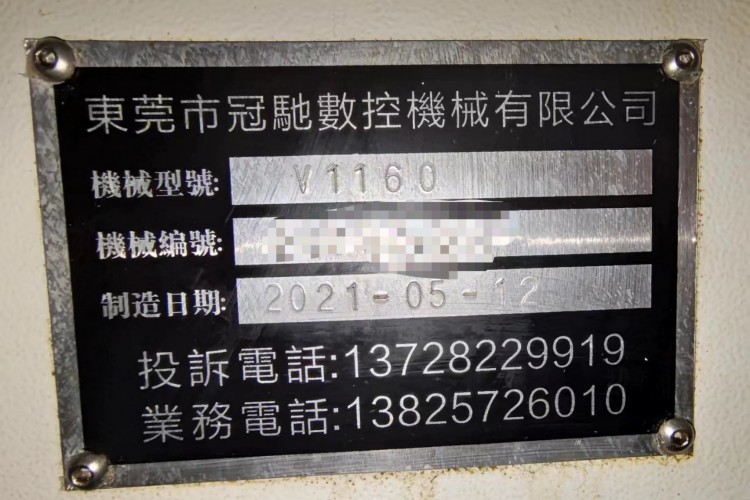 東莞市冠馳數控機械有限公司
機械型號: V1160
機械編號:
制造日期: 2021-05-12
投訴電話:13728229919
業務電話:13825726010